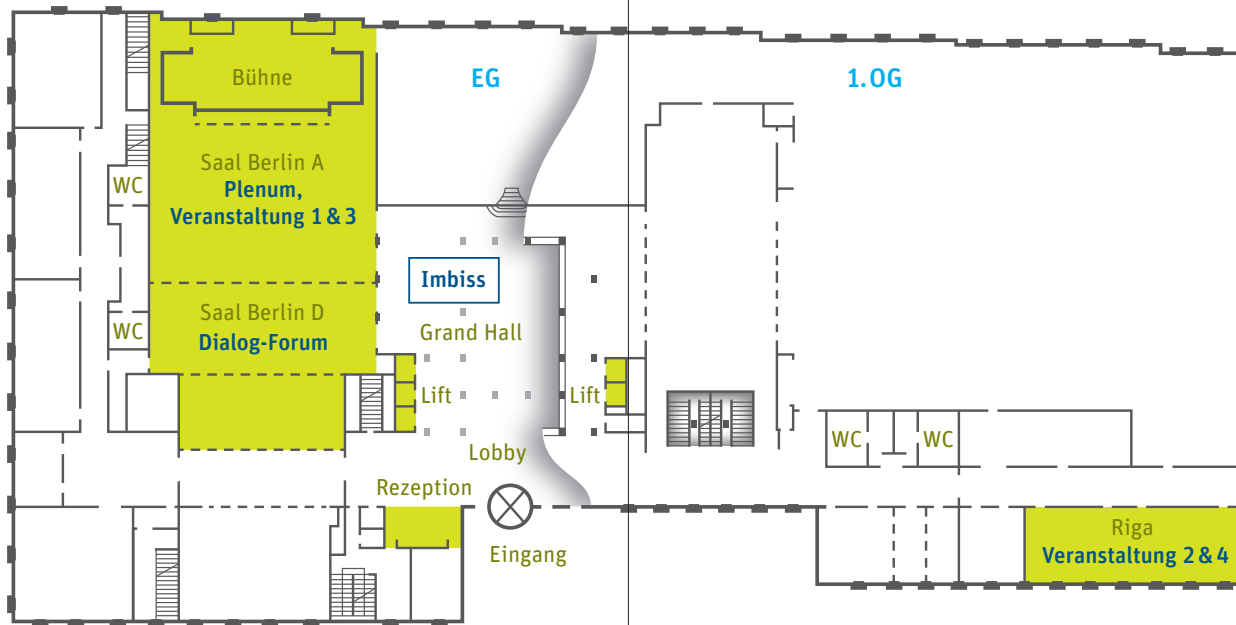 EG
1.OG
Bühne
Saal Berlin A
Plenum,
Veranstaltung 1 & 3
WC
Imbiss
Saal Berlin D
Dialog-Forum
WC
Grand Hall
Lift
Lift
Lobby
WC
WC
Rezeption
Eingang
Riga
Veranstaltung 2 & 4